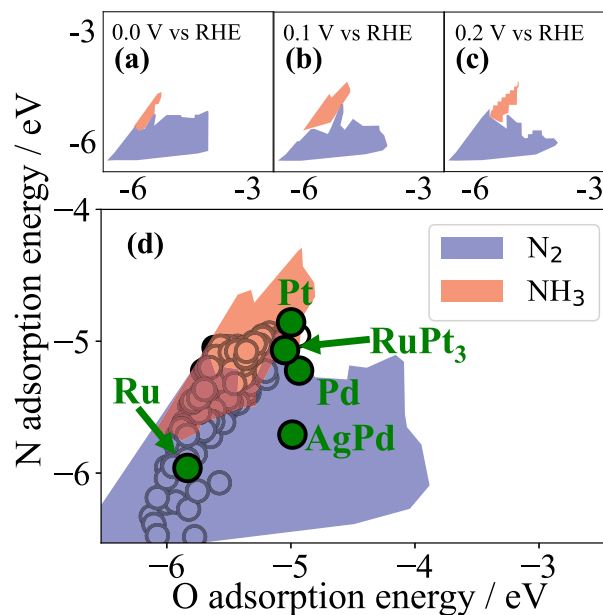 -3
0.0 V vs RHE
0.1 V vs RHE
0.2 V vs RHE
(a)
(b)
(c)
-6
-6
-3
-6
-3
-6
-3
N adsorption energy / eV
−4
(d)
N₂
NH₃
Pt
−5
RuPt₃
Ru
Pd
AgPd
−6
−6
−5
−4
−3
O adsorption energy / eV